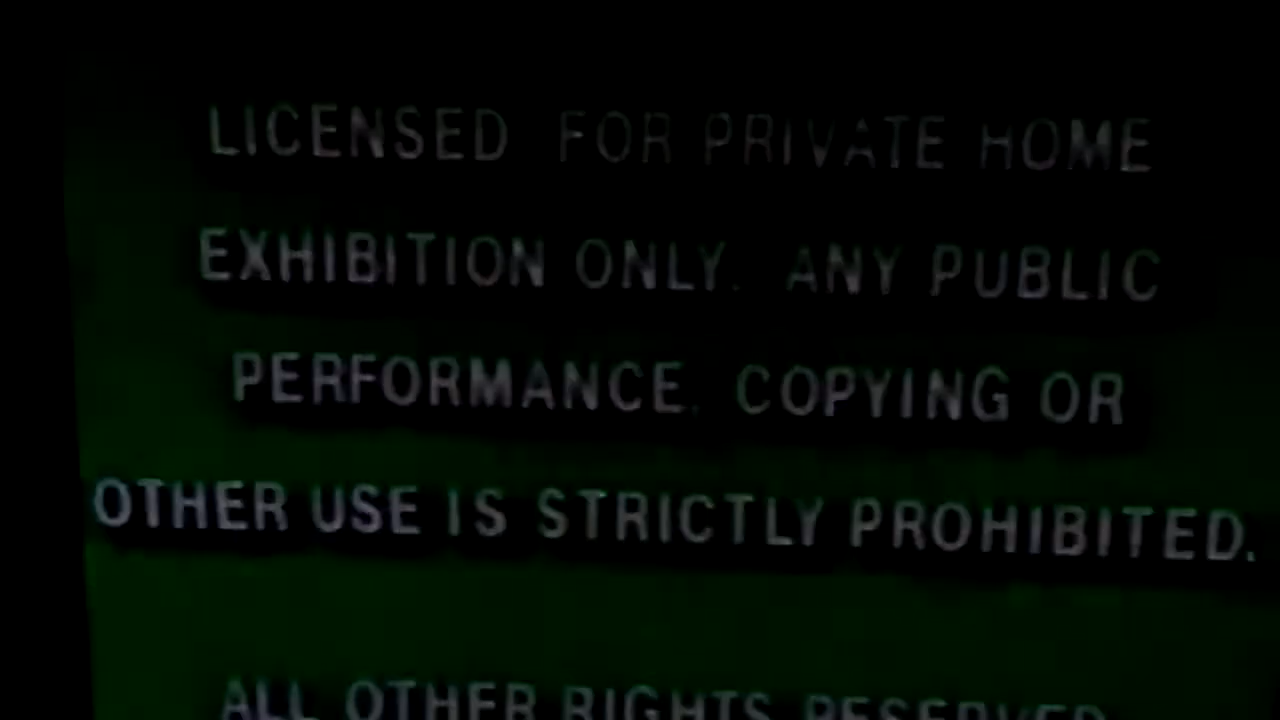 LICENSED FOR PRIVATE HOME
EXHIBITION ONLY. ANY PUBLIC
PERFORMANCE. COPYING OR
OTHER USE IS STRICTLY PROHIBITED.
ALL OTHER RIGHTS RESERVED